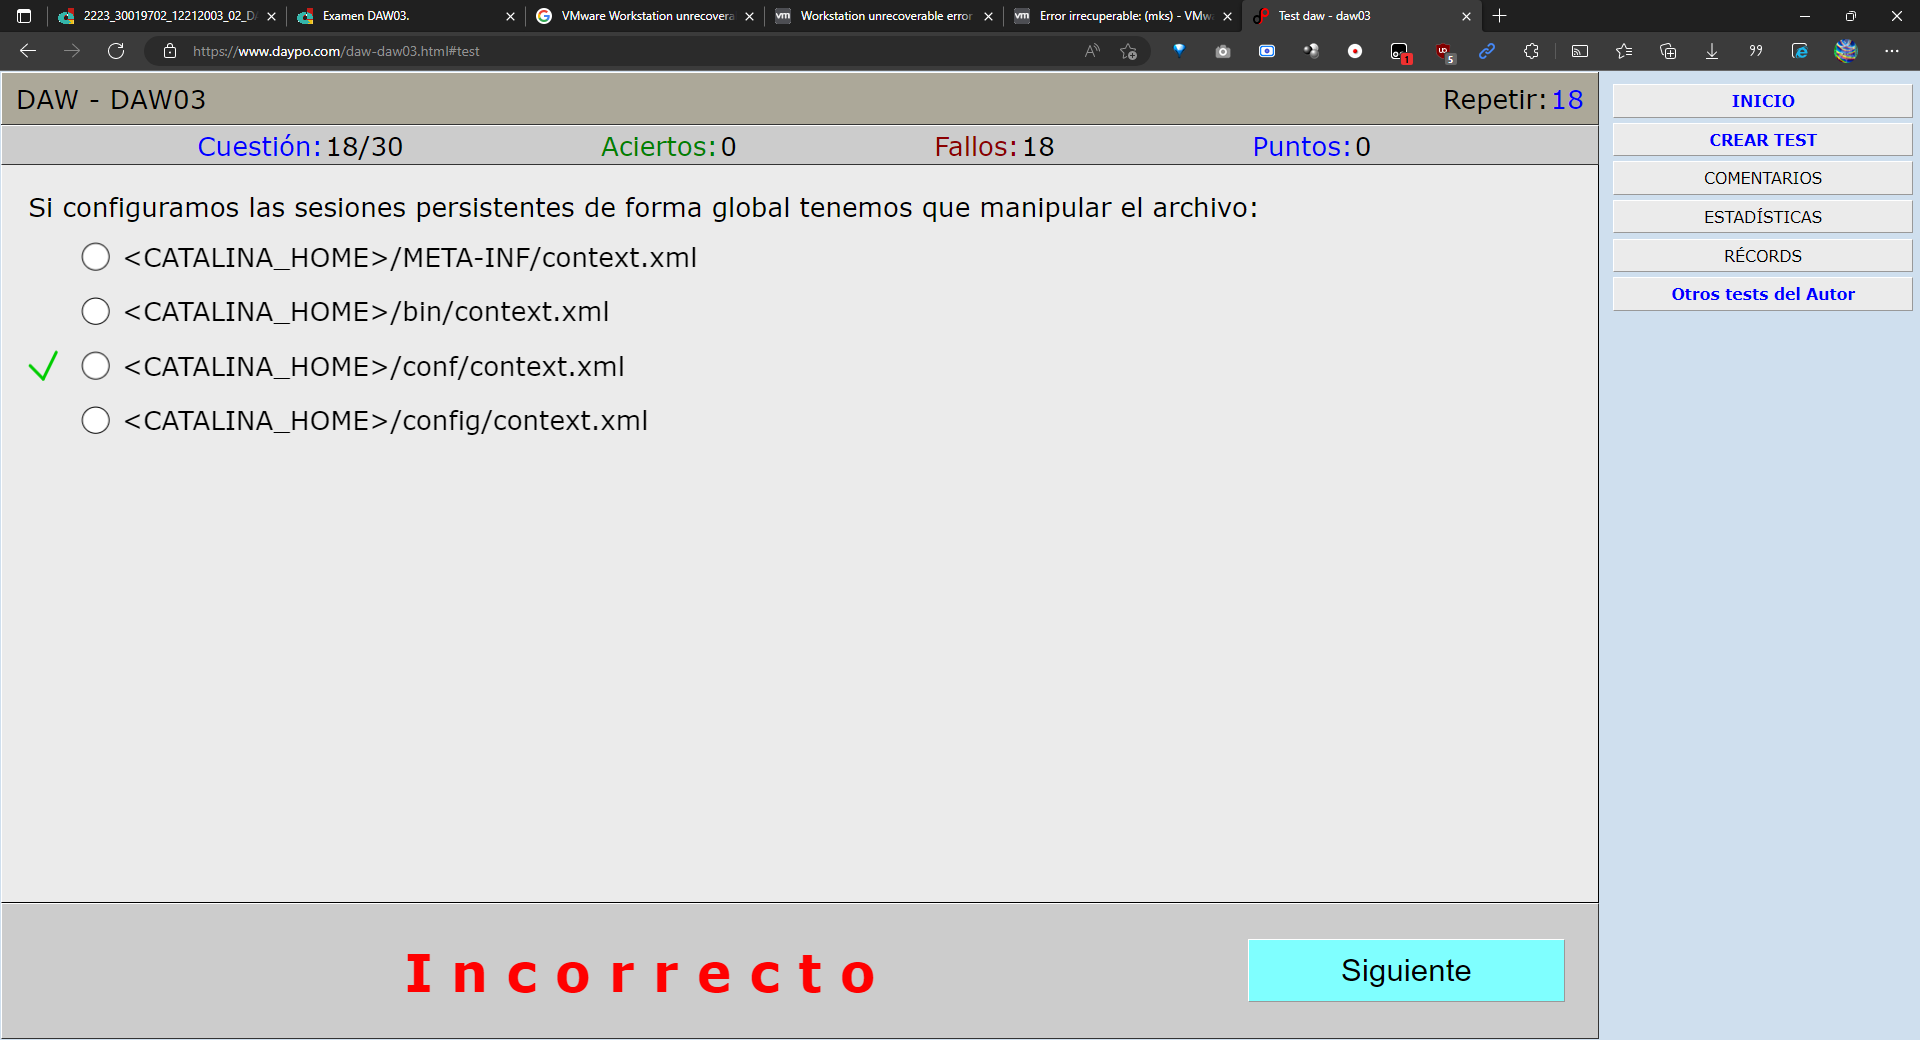 2223_30019702_12212003_02_D
Examen DAW03.
VMware Workstation unrecovera
Workstation unrecoverable error
Error irrecuperable: (mks) - VMw
Test daw - daw03
https://www.daypo.com/daw-daw03.html#test
DAW - DAW03
Repetir: 18
Cuestión: 18/30
Aciertos: 0
Fallos: 18
Puntos: 0
Si configuramos las sesiones persistentes de forma global tenemos que manipular el archivo:
<CATALINA_HOME>/META-INF/context.xml
<CATALINA_HOME>/bin/context.xml
<CATALINA_HOME>/conf/context.xml
<CATALINA_HOME>/config/context.xml
Incorrecto
Siguiente
INICIO
CREAR TEST
COMENTARIOS
ESTADÍSTICAS
RÉCORDS
Otros tests del Autor